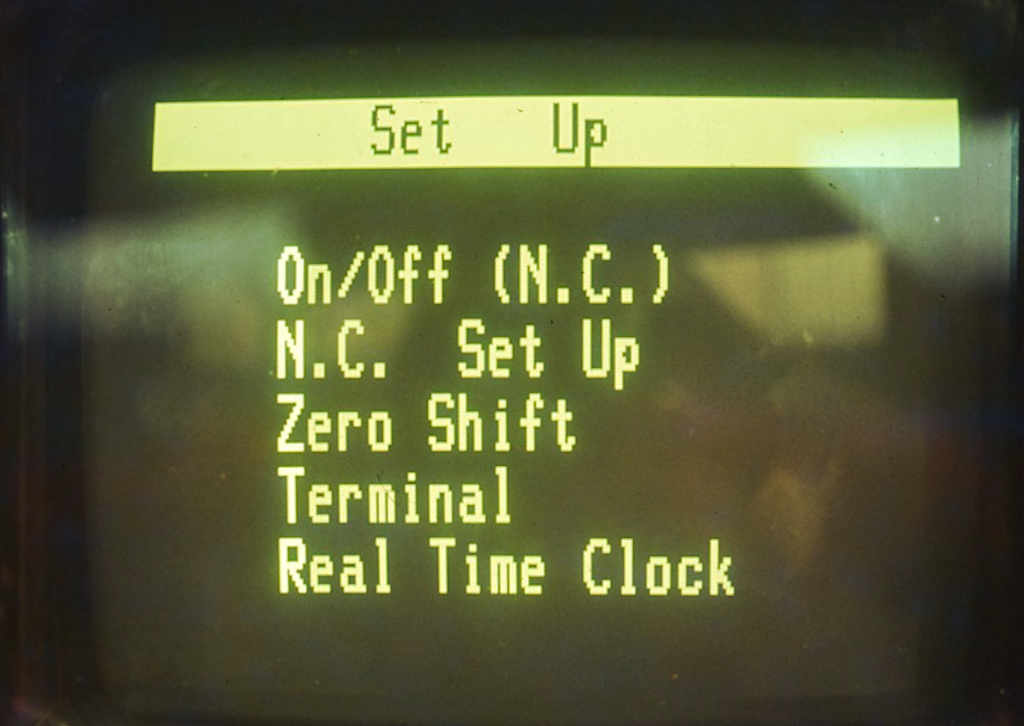 Set Up
On/Off (N.C.)
N.C. Set Up
Zero Shift
Terminal
Real Time Clock